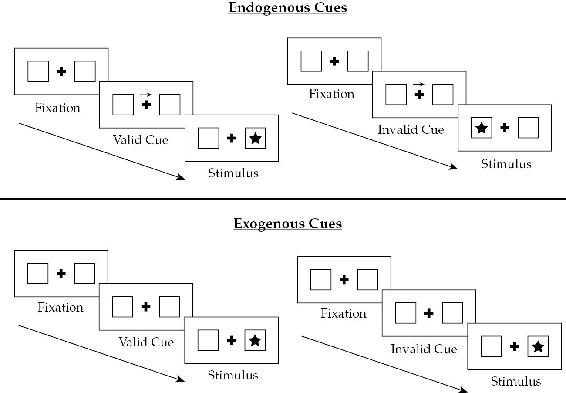 Endogenous Cues
Fixation
Valid Cue
Stimulus
Fixation
Invalid Cue
Stimulus
Exogenous Cues
Fixation
Valid Cue
Stimulus
Fixation
Invalid Cue
Stimulus